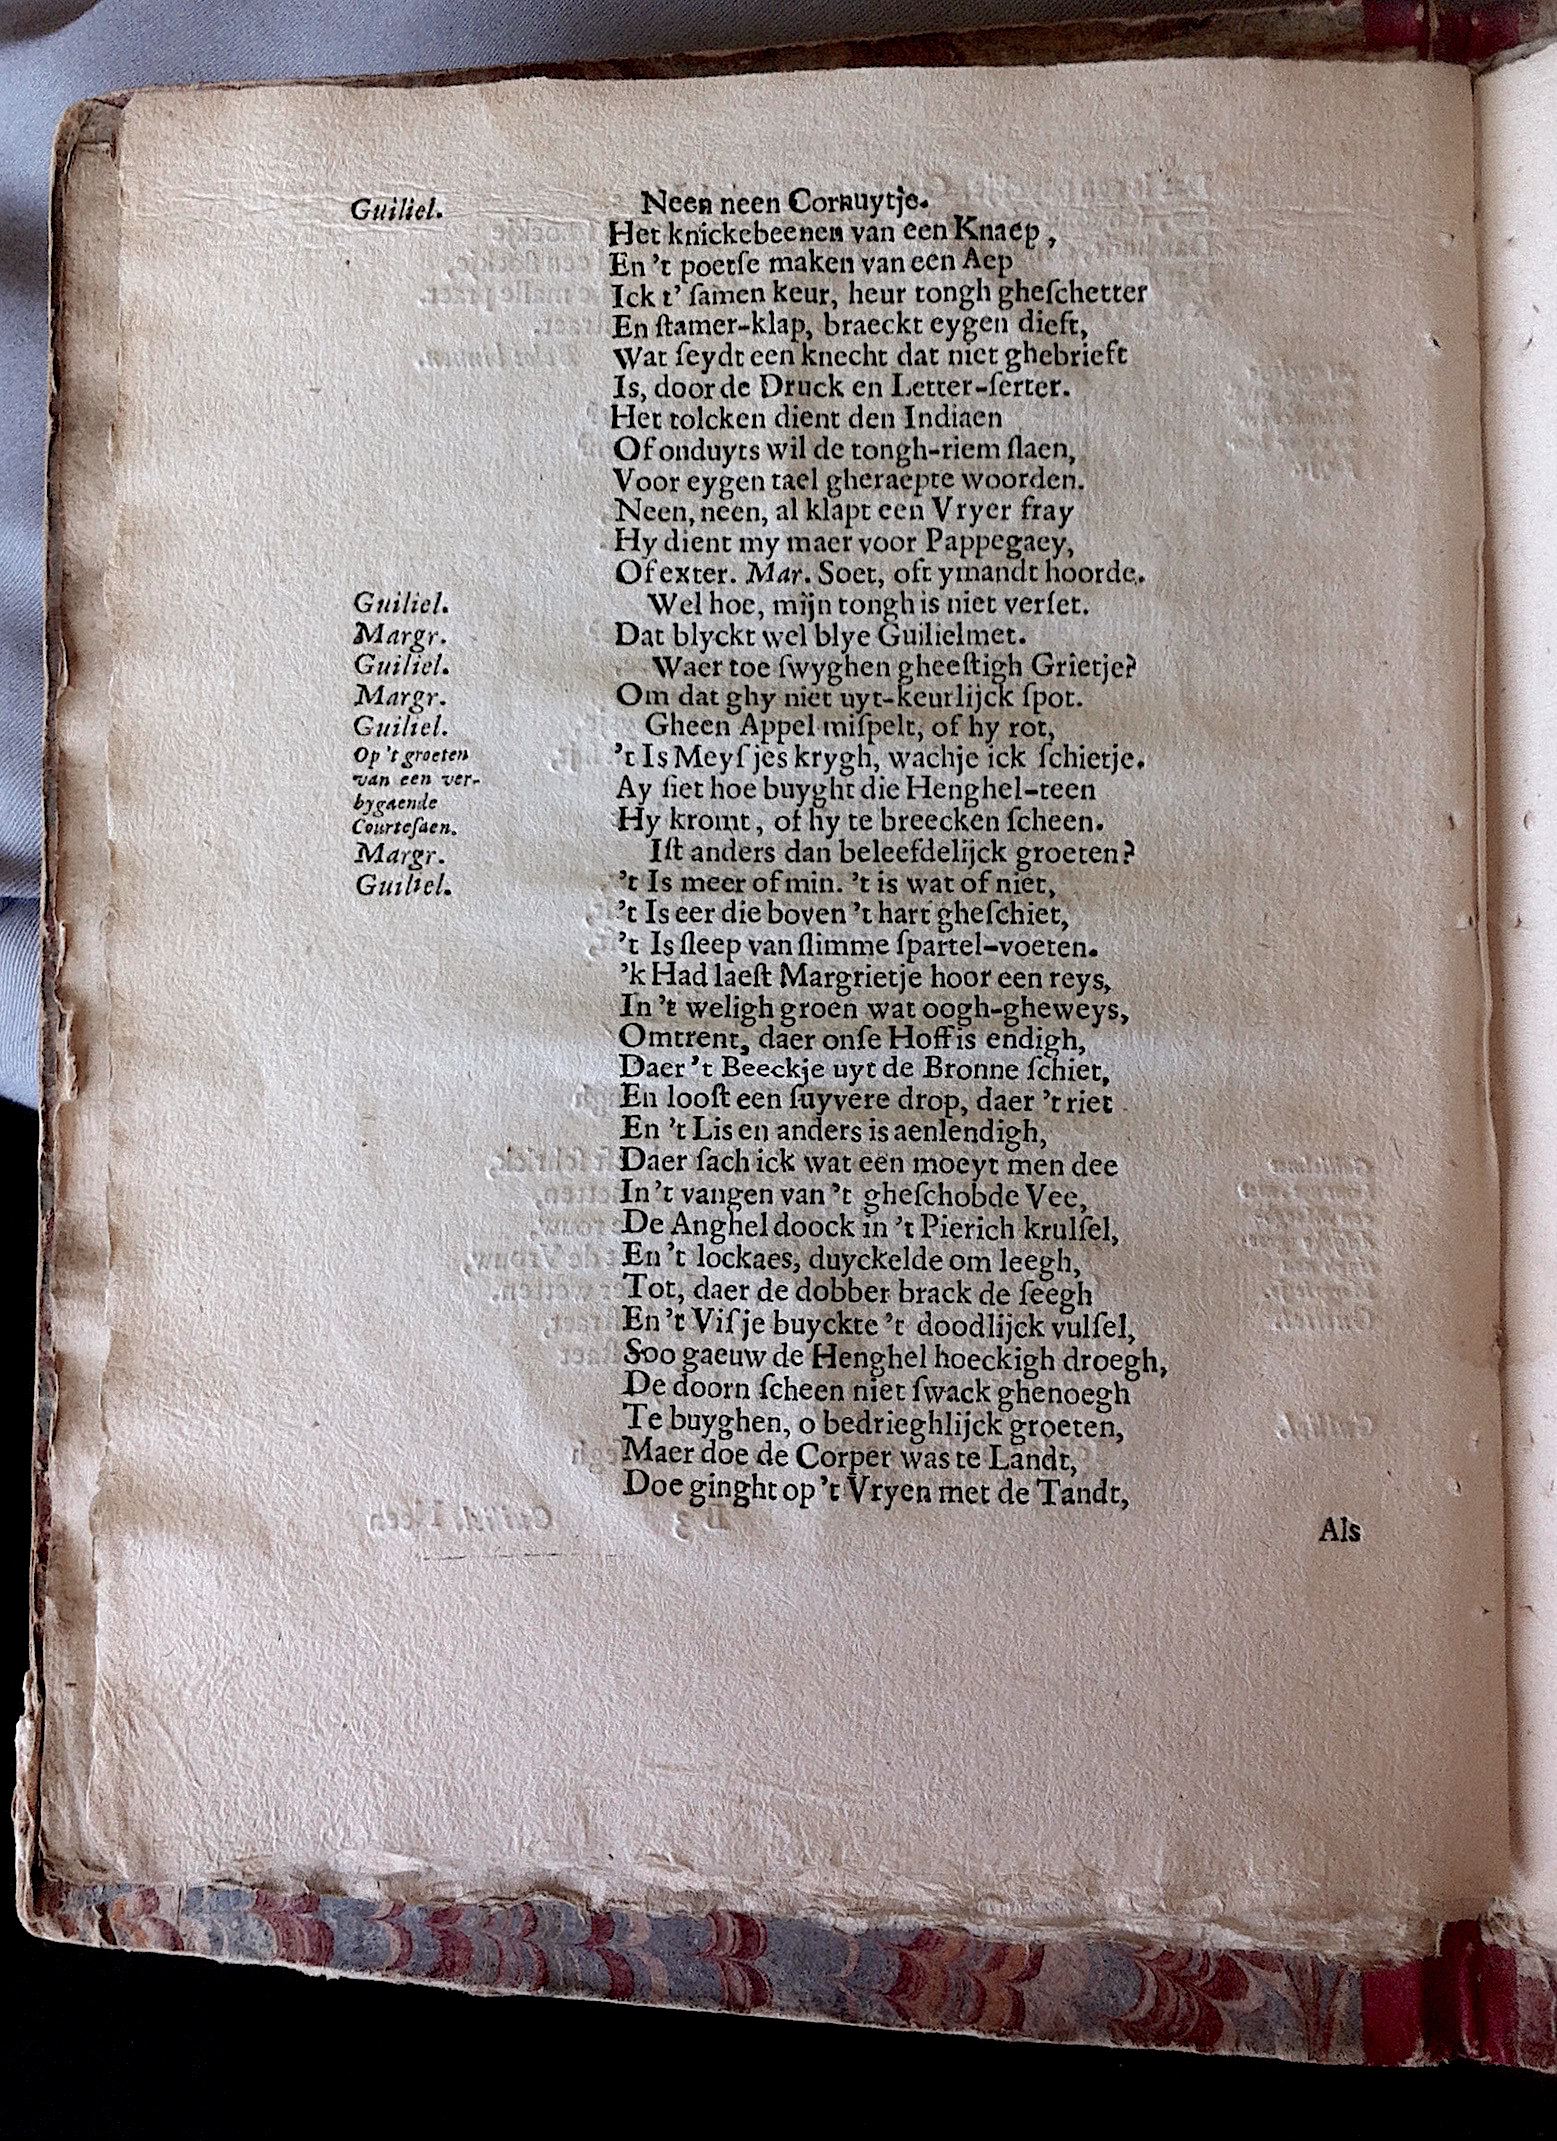 Guiliel. Neen neen Cornuytje.
Het knickebeenen van een Knaep,
En 't poetſe maken van een Aep
Ick t' ſamen keur, heur tongh gheſchetter
En ſtamer-klap, braeckt eygen dieft,
Wat ſeydt een knecht dat niet ghebrieft
Is, door de Druck en Letter-ſetter.
Het tolcken dient den Indiaen
Of onduyts wil de tongh-riem ſlaen,
Voor eygen tael gheraepte woorden.
Neen, neen, al klapt een Vryer fray
Hy dient my maer voor Pappegaey,
Of exter. Mar. Soet, oft ymandt hoorde.
Guiliel. Wel hoe, mijn tongh is niet verſet.
Margr. Dat blyckt wel blye Guilielmet.
Guiliel. Waer toe ſwyghen gheeſtigh Grietje?
Margr. Om dat ghy niet uyt-keurlijck ſpot.
Guiliel. Gheen Appel miſpelt, of hy rot,
Op 't groeten 't Is Meyſjes krygh, wachje ick ſchietje.
van een ver- Ay ſiet hoe buyght die Henghel-teen
bygaende
Courteſaen. Hy kromt, of hy te breecken ſcheen.
Margr. Iſt anders dan beleefdelijck groeten?
Guiliel. 't Is meer of min. 't is wat of niet,
't Is eer die boven 't hart gheſchiet,
't Is ſleep van ſlimme ſpartel-voeten.
'k Had laeſt Margrietje hoor een reys,
In 't weligh groen wat oogh-gheweys,
Omtrent, daer onſe Hoff is endigh,
Daer 't Beeckje uyt de Bronne ſchiet,
En looſt een ſuyvere drop, daer 't riet
En 't Lis en anders is aenlendigh,
Daer ſach ick wat een moeyt men dee
In 't vangen van 't gheſchobde Vee,
De Anghel doock in 't Pierich krulſel,
En 't lockaes, duyckelde om leegh,
Tot, daer de dobber brack de ſeegh
En 't Viſje buyckte 't doodlijck vulſel,
Soo gaeuw de Henghel hoeckigh droegh,
De doorn ſcheen niet ſwack ghenoegh
Te buyghen, o bedrieghlijck groeten,
Maer doe de Corper was te Landt,
Doe ginght op 't Vryen met de Tandt,
Als